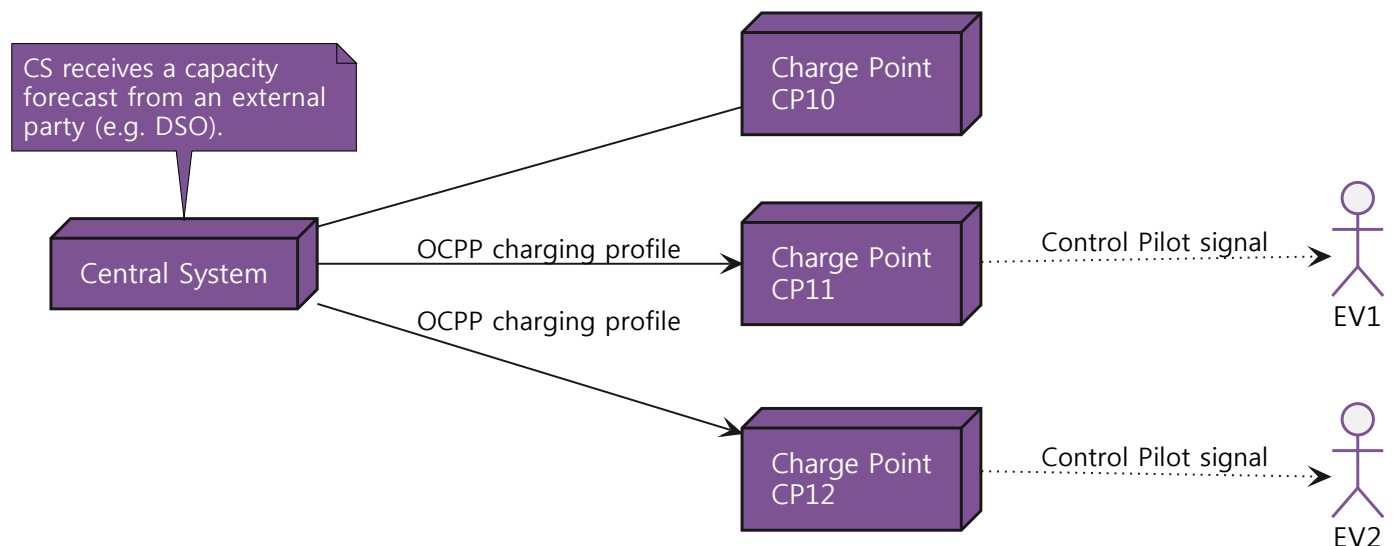 CS receives a capacity
forecast from an external
party (e.g. DSO).
Central System
Charge Point
CP10
OCPP charging profile
Charge Point
CP11
Control Pilot signal
EV1
OCPP charging profile
Charge Point
CP12
Control Pilot signal
EV2